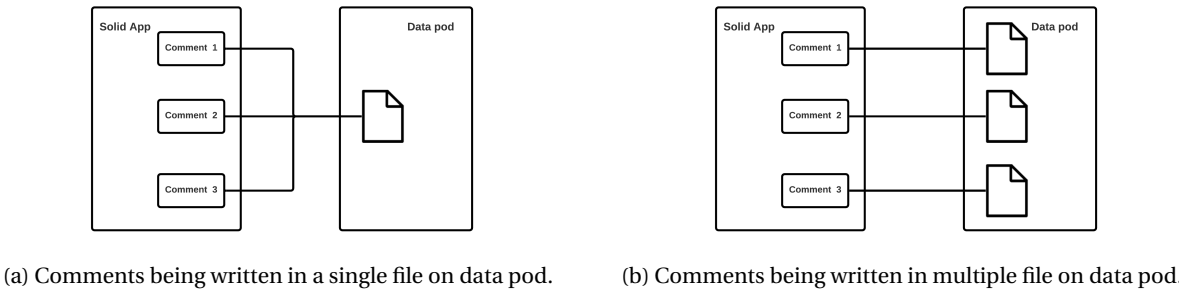 Solid App
Data pod
Comment 1
Comment 2
Comment 3
(a) Comments being written in a single file on data pod.
Solid App
Data pod
Comment 1
Comment 2
Comment 3
(b) Comments being written in multiple file on data pod.